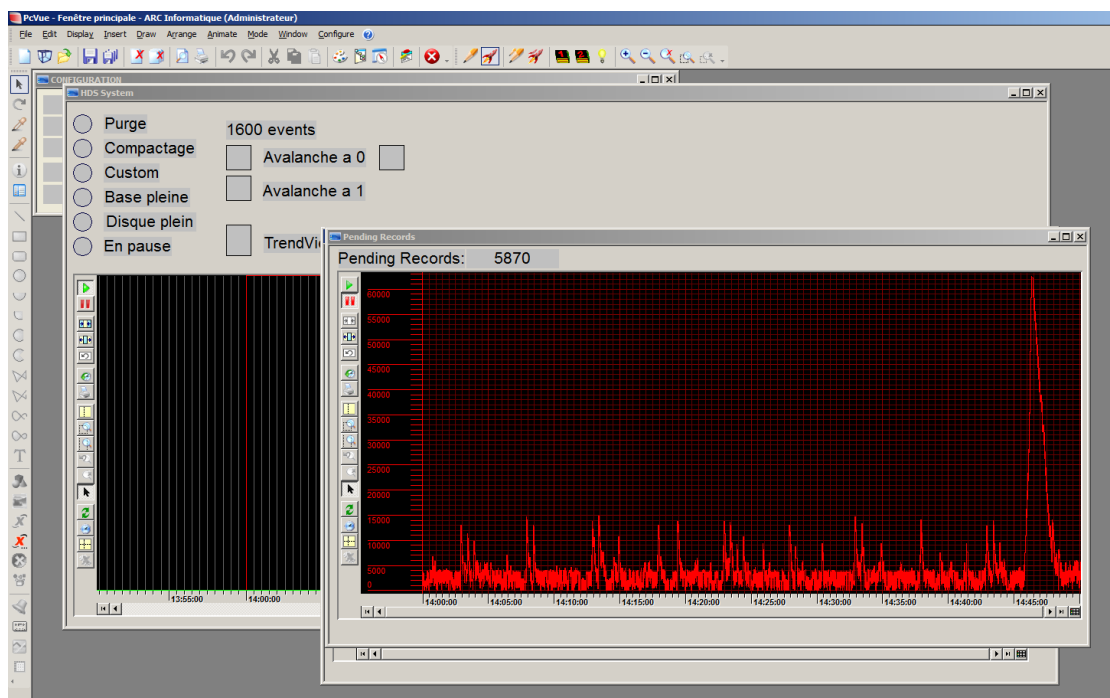 PcVue - Fenêtre principale - ARC Informatique (Administrateur)
File Edit Display Insert Draw Arrange Animate Mode Window Configure
CONFIGURATION
HDS System
Purge
Compactage
Custom
Base pleine
Disque plein
En pause
1600 events
Avalanche a 0
Avalanche a 1
TrendVie
13:55:00 14:00:00
Pending Records
Pending Records: 5870
60000
55000
50000
45000
40000
35000
30000
25000
20000
15000
10000
5000
0
14:00:00 14:05:00 14:10:00 14:15:00 14:20:00 14:25:00 14:30:00 14:35:00 14:40:00 14:45:00